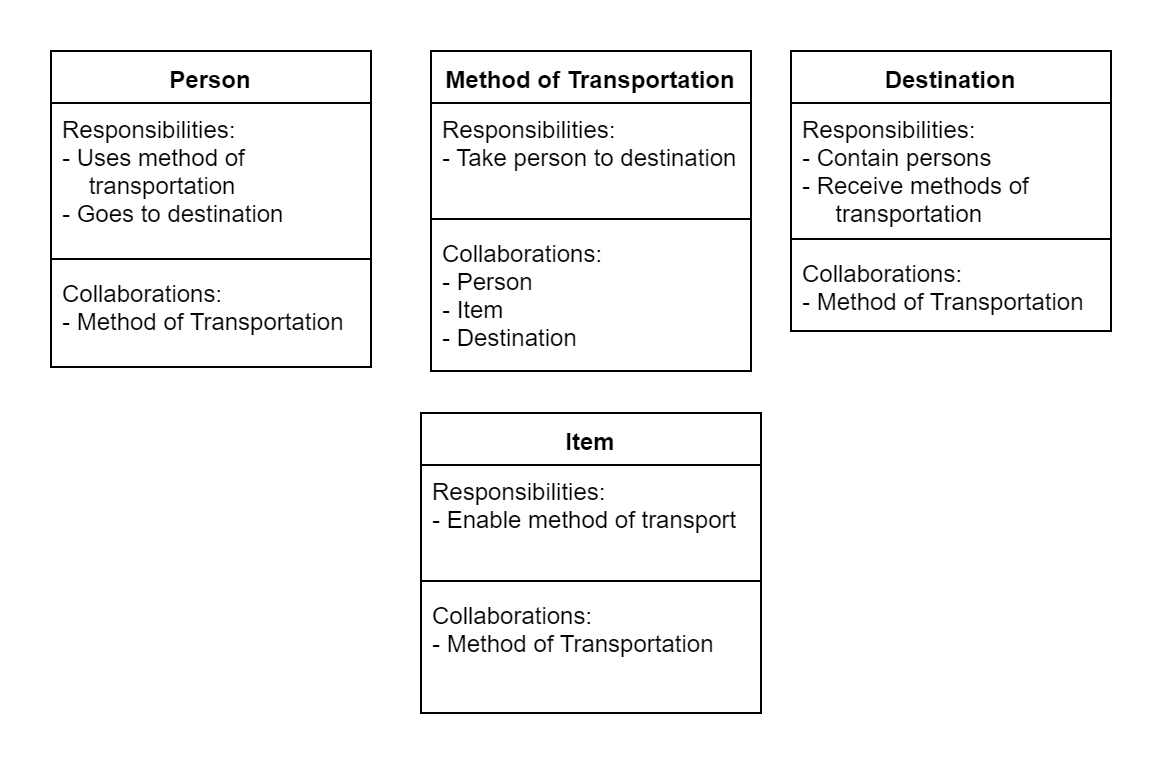 Person
Responsibilities:
- Uses method of
transportation
- Goes to destination
Collaborations:
- Method of Transportation
Method of Transportation
Responsibilities:
- Take person to destination
Collaborations:
- Person
- Item
- Destination
Destination
Responsibilities:
- Contain persons
- Receive methods of
transportation
Collaborations:
- Method of Transportation
Item
Responsibilities:
- Enable method of transport
Collaborations:
- Method of Transportation